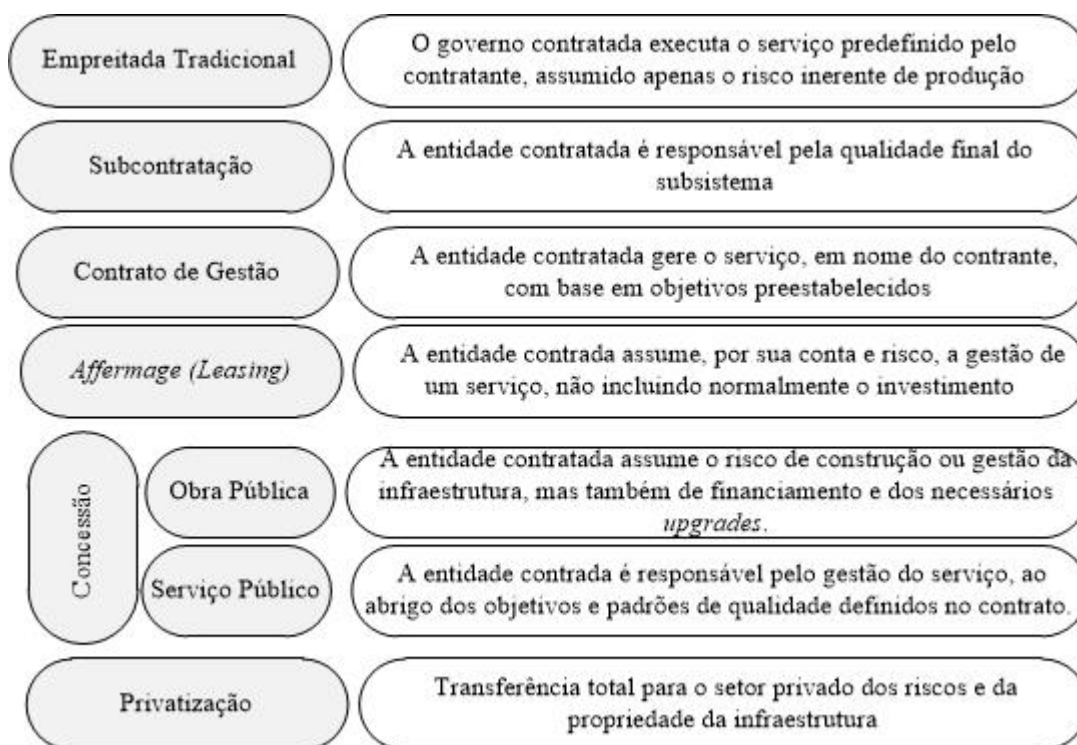 Empreitada Tradicional
O governo contratada executa o serviço predefinido pelo
contratante, assumido apenas o risco inerente de produção
Subcontratação
A entidade contratada é responsável pela qualidade final do
subsistema
Contrato de Gestão
A entidade contratada gere o serviço, em nome do contrante,
com base em objetivos preestabelecidos
Affermage (Leasing)
A entidade contrada assume, por sua conta e risco, a gestão de
um serviço, não incluindo normalmente o investimento
Concessão
Obra Pública
A entidade contratada assume o risco de construção ou gestão da
infraestrutura, mas também de financiamento e dos necessários
upgrades.
Serviço Público
A entidade contrada é responsável pelo gestão do serviço, ao
abrigo dos objetivos e padrões de qualidade definidos no contrato.
Privatização
Transferência total para o setor privado dos riscos e da
propriedade da infraestrutura